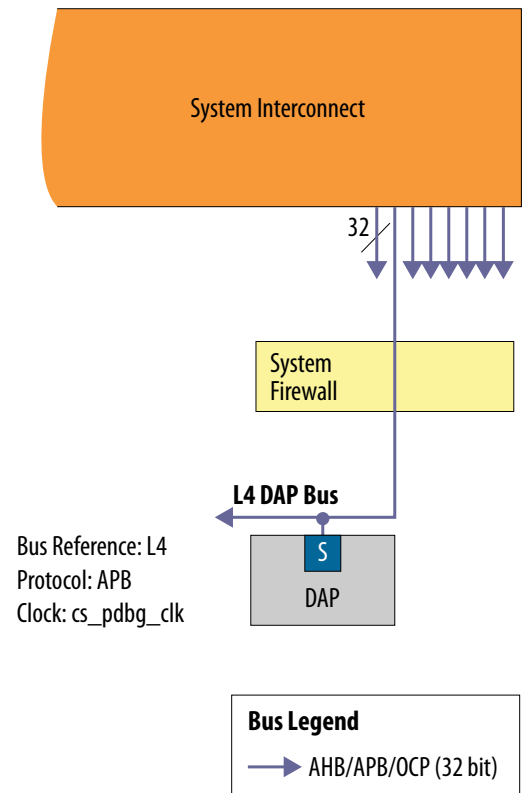 System Interconnect
32
System
Firewall
L4 DAP Bus
S
DAP
Bus Reference: L4
Protocol: APB
Clock: cs_pdbg_clk
Bus Legend
AHB/APB/OCP (32 bit)